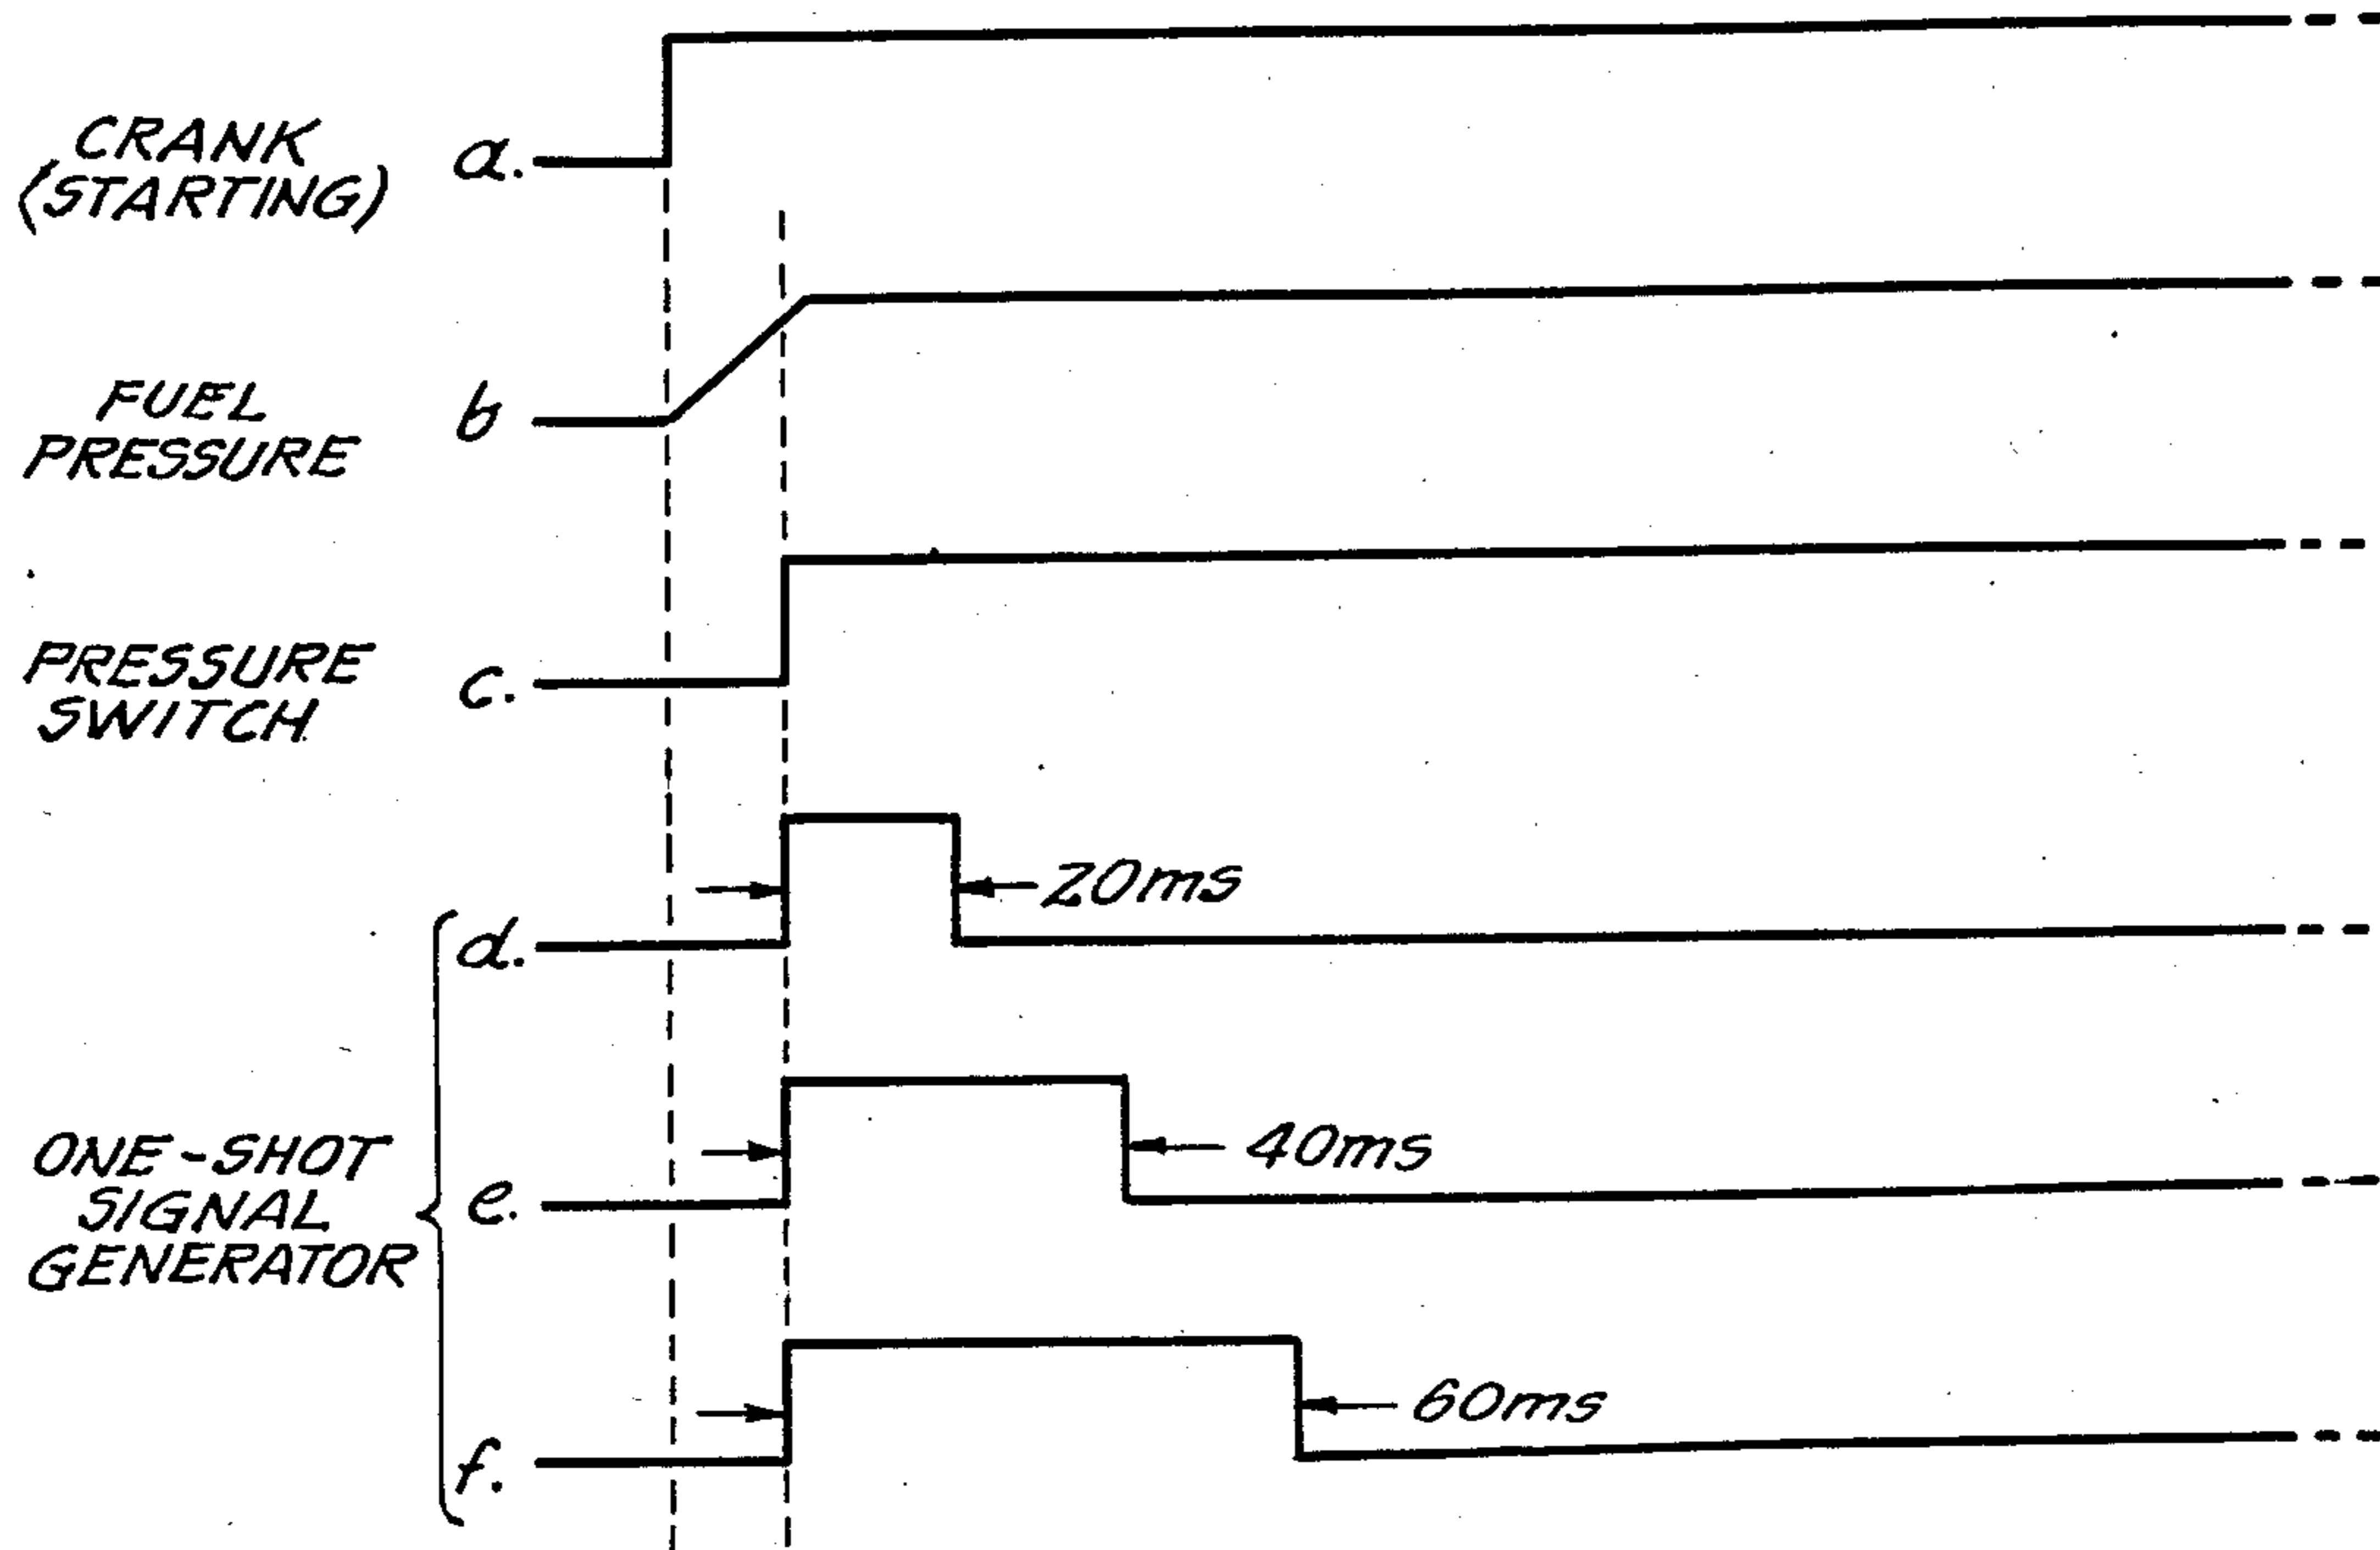 CRANK
(STARTING)
a.
FUEL
PRESSURE
b
PRESSURE
SWITCH
c.
20ms
d.
40ms
ONE-SHOT
SIGNAL
GENERATOR
e.
60ms
f.